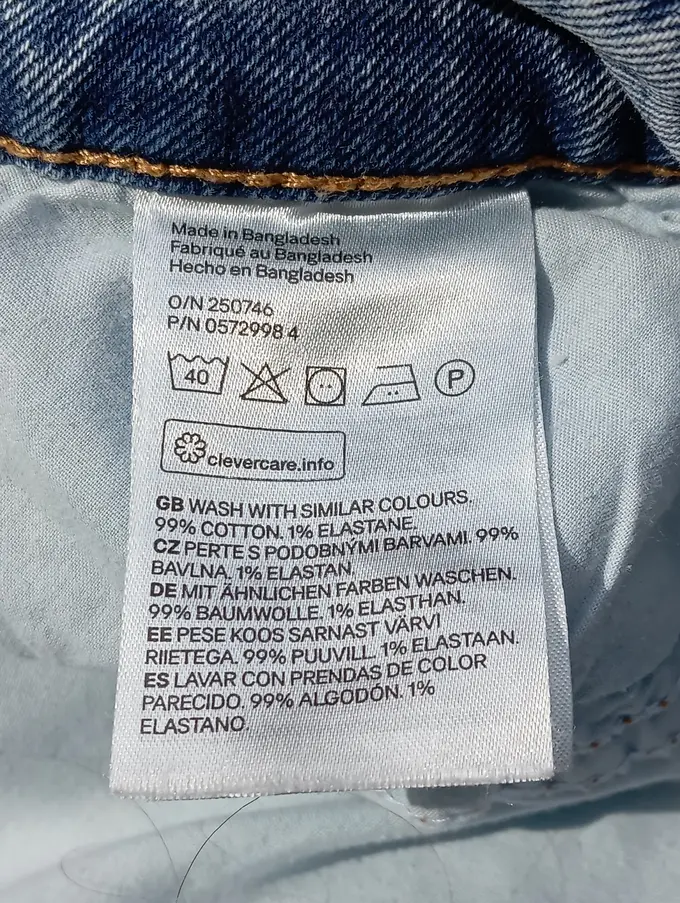 Made in Bangladesh
Fabriqué au Bangladesh
Hecho en Bangladesh
O/N 250746
P/N 0572998 4
40 P
clevercare.info
GB WASH WITH SIMILAR COLOURS.
99% COTTON. 1% ELASTANE.
CZ PERTE S PODOBNÝMI BARVAMI. 99%
BAVLNA. 1% ELASTAN.
DE MIT ÄHNLICHEN FARBEN WASCHEN.
99% BAUMWOLLE. 1% ELASTHAN.
EE PESE KOOS SARNAST VÄRVI
RIIETEGA. 99% PUUVILL. 1% ELASTAAN.
ES LAVAR CON PRENDAS DE COLOR
PARECIDO. 99% ALGODÓN. 1%
ELASTANO.